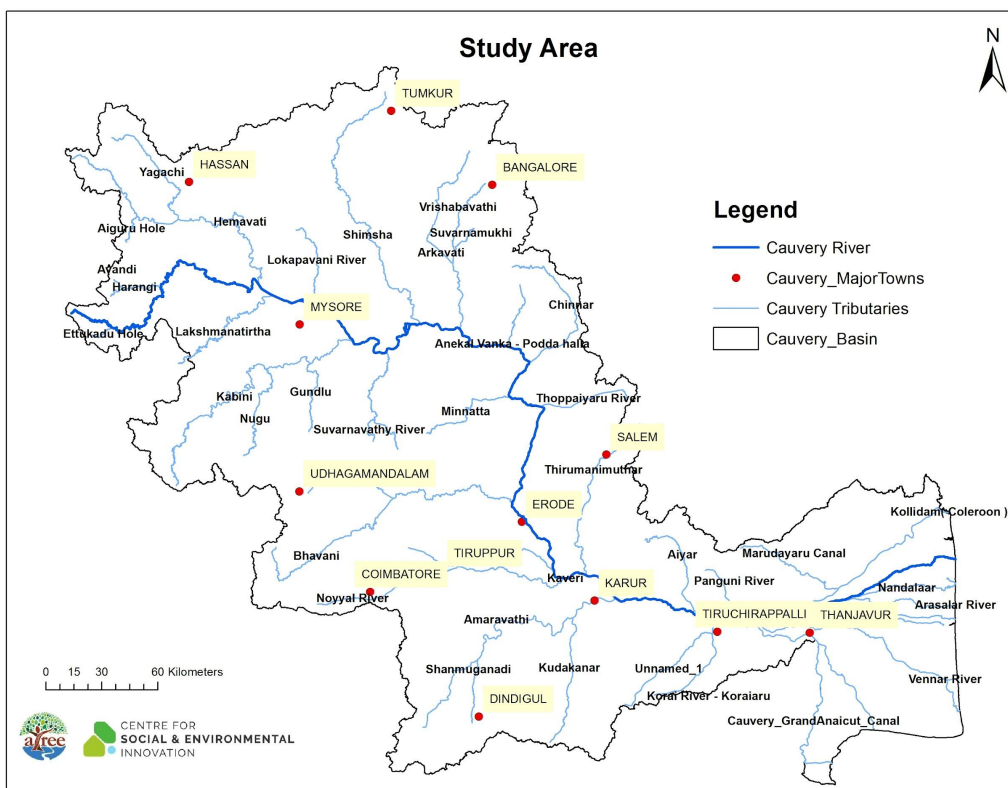 Study Area
N
TUMKUR
HASSAN
Yagachi
BANGALORE
Vrishabavathi
Suvarnamukhi
Arkavati
Hemavati
Aiguru Hole
Shimsha
Lokapavani River
Avandi
Harangi
Chinnar
MYSORE
Ettukadu Hole
Lakshmanatirtha
Anekal Vanka - Podda halla
Kabini
Gundlu
Nugu
Suvarnavathy River
Minnatta
Thoppaiyaru River
SALEM
Thirumanimuthar
UDHAGAMANDALAM
ERODE
Bhavani
TIRUPPUR
COIMBATORE
Noyyal River
Kaveri
KARUR
Aiyar
Marudayaru Canal
Kollidam( Coleroon )
Panguni River
Nandalaar
Arasalar River
TIRUCHIRAPPALLI
THANJAVUR
Amaravathi
Shanmuganadi
Kudakanar
Unnamed_1
Korai River - Koraiaru
Vennar River
Cauvery_GrandAnaicut_Canal
DINDIGUL
Legend
Cauvery River
Cauvery_MajorTowns
Cauvery Tributaries
Cauvery_Basin
0 15 30 60 Kilometers
aTree
CENTRE FOR
SOCIAL & ENVIRONMENTAL
INNOVATION